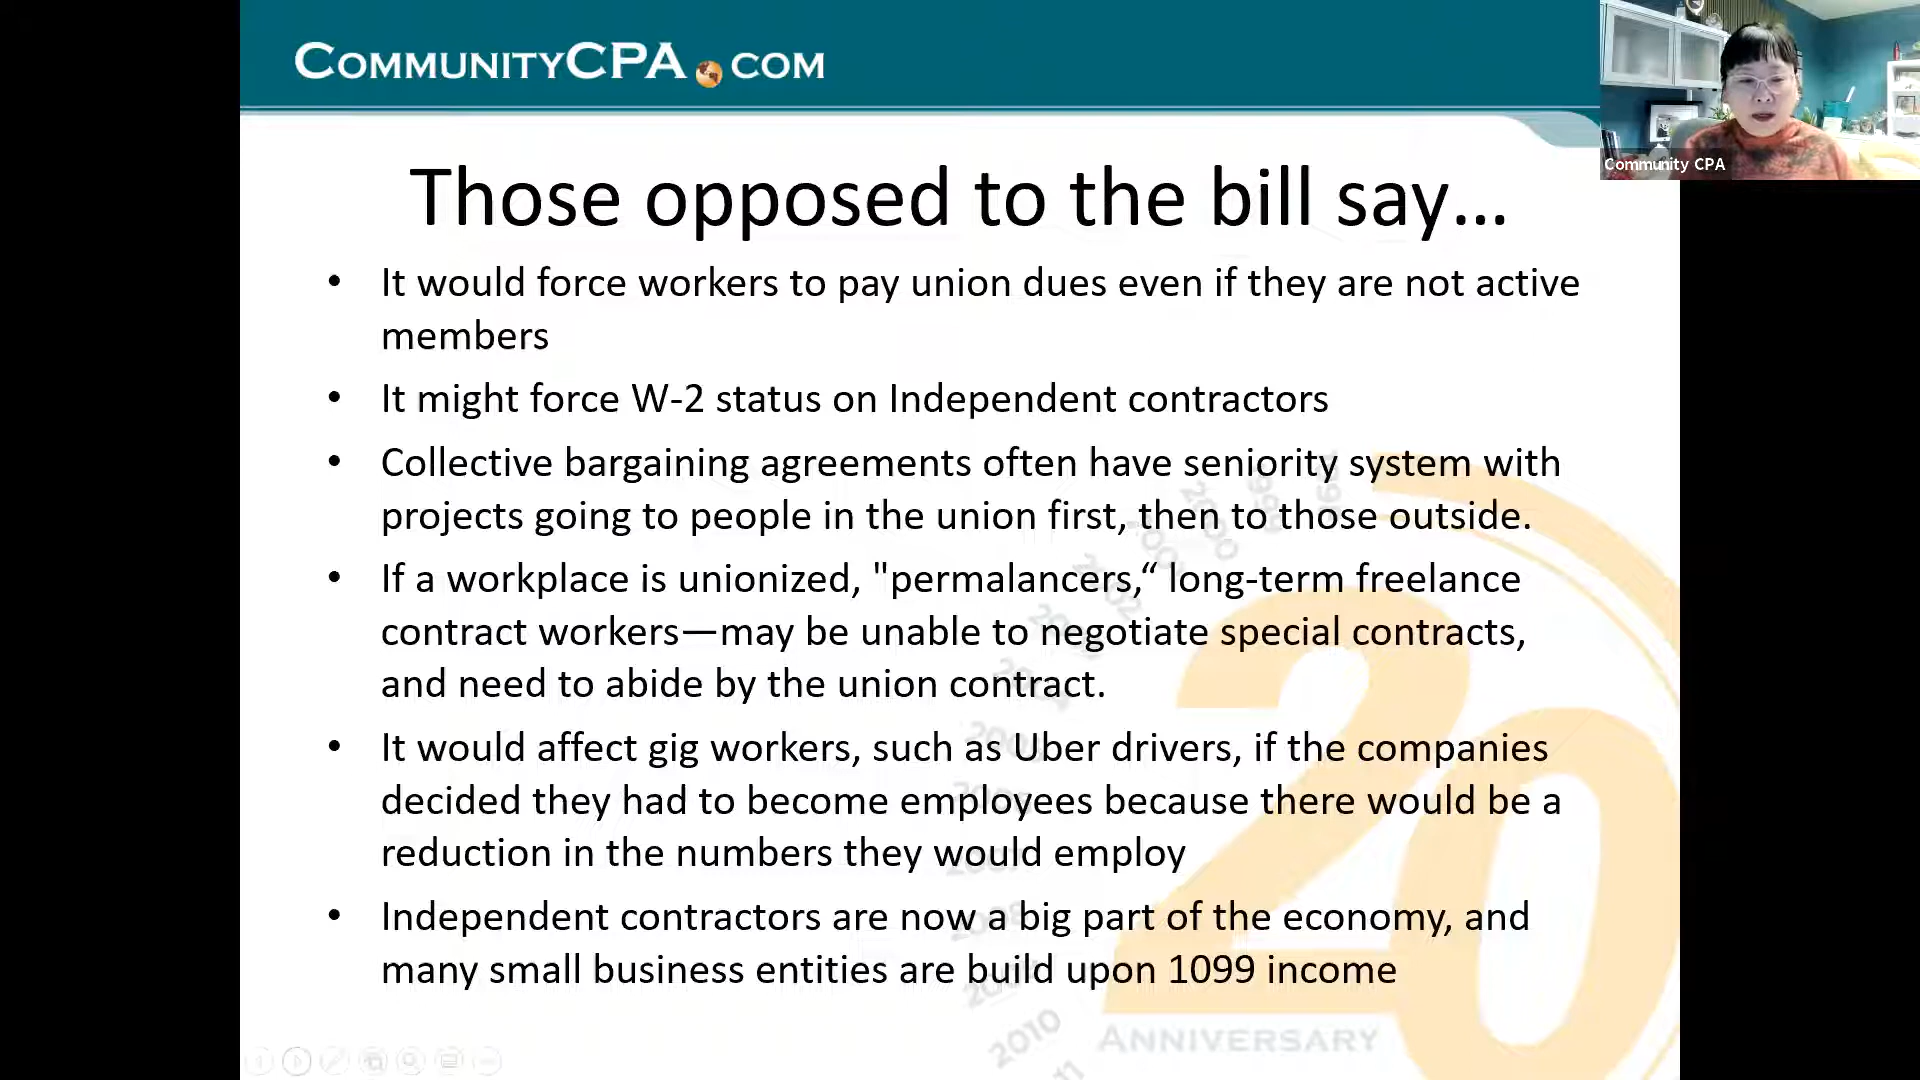 COMMUNITYCPA.COM
Community CPA
Those opposed to the bill say...
• It would force workers to pay union dues even if they are not active
members
• It might force W-2 status on Independent contractors
• Collective bargaining agreements often have seniority system with
projects going to people in the union first, then to those outside.
• If a workplace is unionized, "permalancers,“ long-term freelance
contract workers—may be unable to negotiate special contracts,
and need to abide by the union contract.
• It would affect gig workers, such as Uber drivers, if the companies
decided they had to become employees because there would be a
reduction in the numbers they would employ
• Independent contractors are now a big part of the economy, and
many small business entities are build upon 1099 income
1999
2000
2007
2008
2010
20
ANNIVERSARY